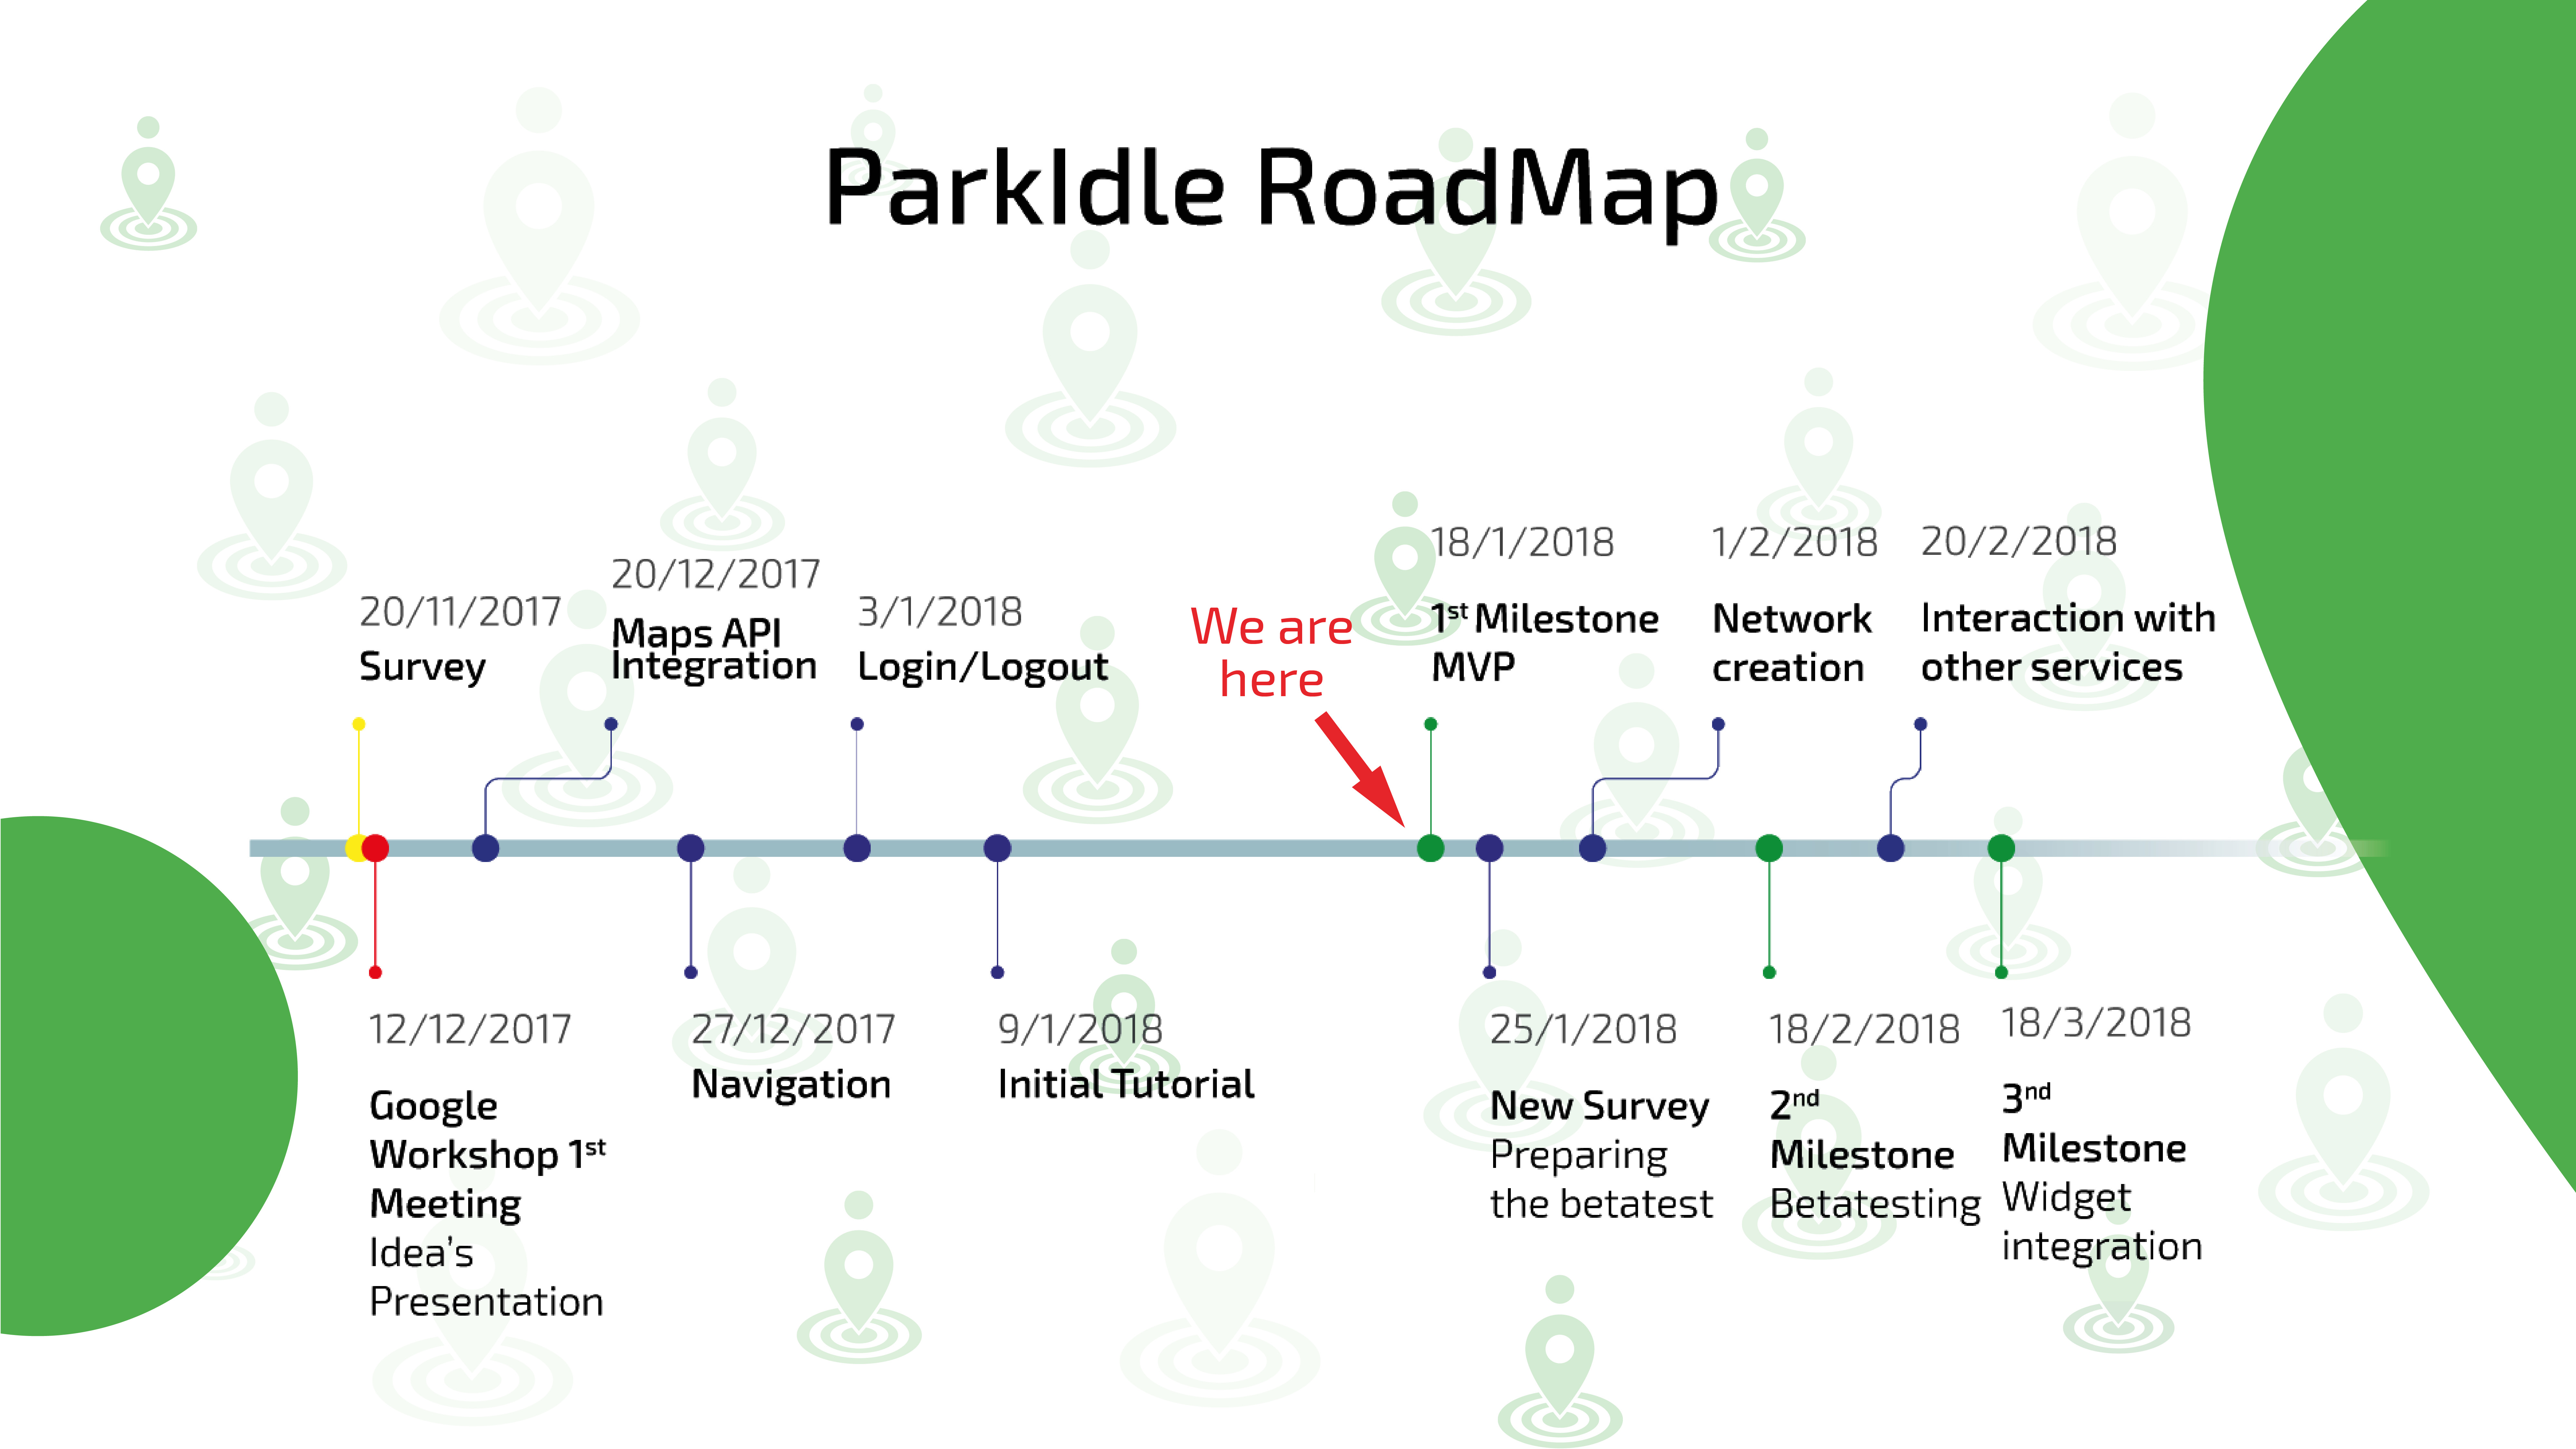 ParkIdle RoadMap
20/11/2017
Survey
20/12/2017
Maps API
Integration
3/1/2018
Login/Logout
We are
here
18/1/2018
1st Milestone
MVP
1/2/2018
Network
creation
20/2/2018
Interaction with
other services
12/12/2017
Google
Workshop 1st
Meeting
Idea's
Presentation
27/12/2017
Navigation
9/1/2018
Initial Tutorial
25/1/2018
New Survey
Preparing
the betatest
18/2/2018
2nd
Milestone
Betatesting
18/3/2018
3nd
Milestone
Widget
integration